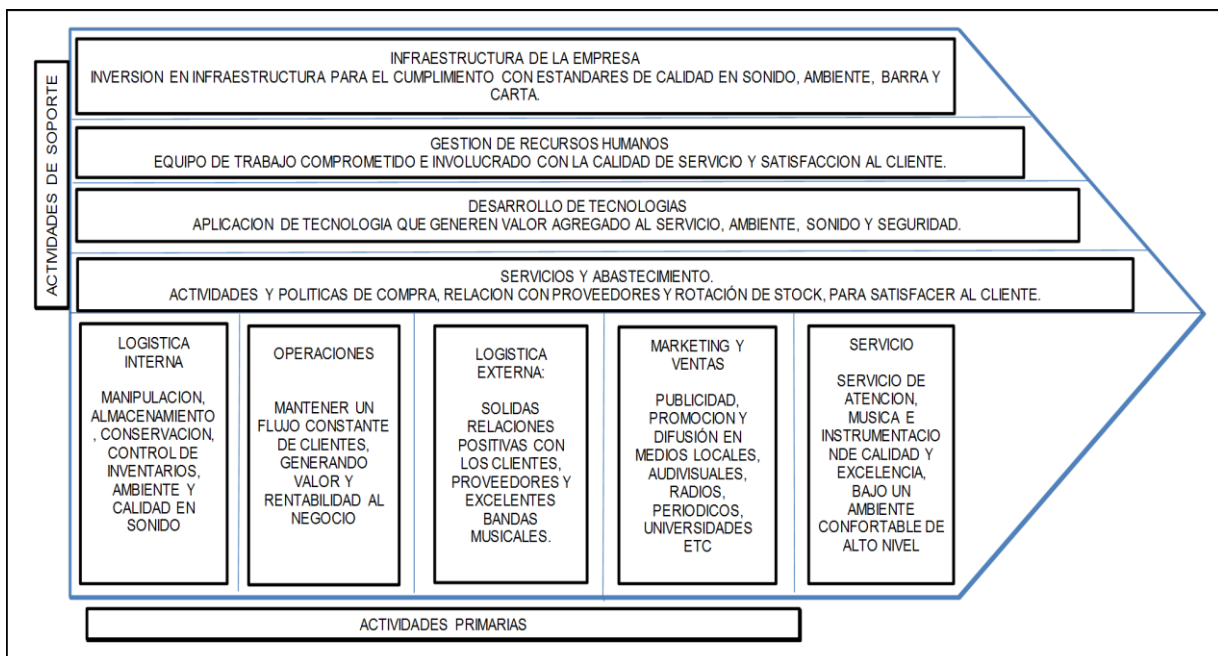 ACTIVIDADES DE SOPORTE
INFRAESTRUCTURA DE LA EMPRESA
INVERSION EN INFRAESTRUCTURA PARA EL CUMPLIMIENTO CON ESTANDARES DE CALIDAD EN SONIDO, AMBIENTE, BARRA Y
CARTA.
GESTION DE RECURSOS HUMANOS
EQUIPO DE TRABAJO COMPROMETIDO E INVOLUCRADO CON LA CALIDAD DE SERVICIO Y SATISFACCION AL CLIENTE.
DESARROLLO DE TECNOLOGIAS
APLICACION DE TECNOLOGIA QUE GENEREN VALOR AGREGADO AL SERVICIO, AMBIENTE, SONIDO Y SEGURIDAD.
SERVICIOS Y ABASTECIMIENTO.
ACTIVIDADES Y POLITICAS DE COMPRA, RELACION CON PROVEEDORES Y ROTACIÓN DE STOCK, PARA SATISFACER AL CLIENTE.
LOGISTICA
INTERNA
MANIPULACION,
ALMACENAMIENTO
, CONSERVACION,
CONTROL DE
INVENTARIOS,
AMBIENTE Y
CALIDAD EN
SONIDO
OPERACIONES
MANTENER UN
FLUJO CONSTANTE
DE CLIENTES,
GENERANDO
VALOR Y
RENTABILIDAD AL
NEGOCIO
LOGISTICA
EXTERNA:
SOLIDAS
RELACIONES
POSITIVAS CON
LOS CLIENTES,
PROVEEDORES Y
EXCELENTES
BANDAS
MUSICALES.
MARKETING Y
VENTAS
PUBLICIDAD,
PROMOCION Y
DIFUSIÓN EN
MEDIOS LOCALES,
AUDIVISUALES,
RADIOS,
PERIODICOS,
UNIVERSIDADES
ETC
SERVICIO
SERVICIO DE
ATENCION,
MUSICA E
INSTRUMENTACIO
NDE CALIDAD Y
EXCELENCIA,
BAJO UN
AMBIENTE
CONFORTABLE DE
ALTO NIVEL
ACTIVIDADES PRIMARIAS